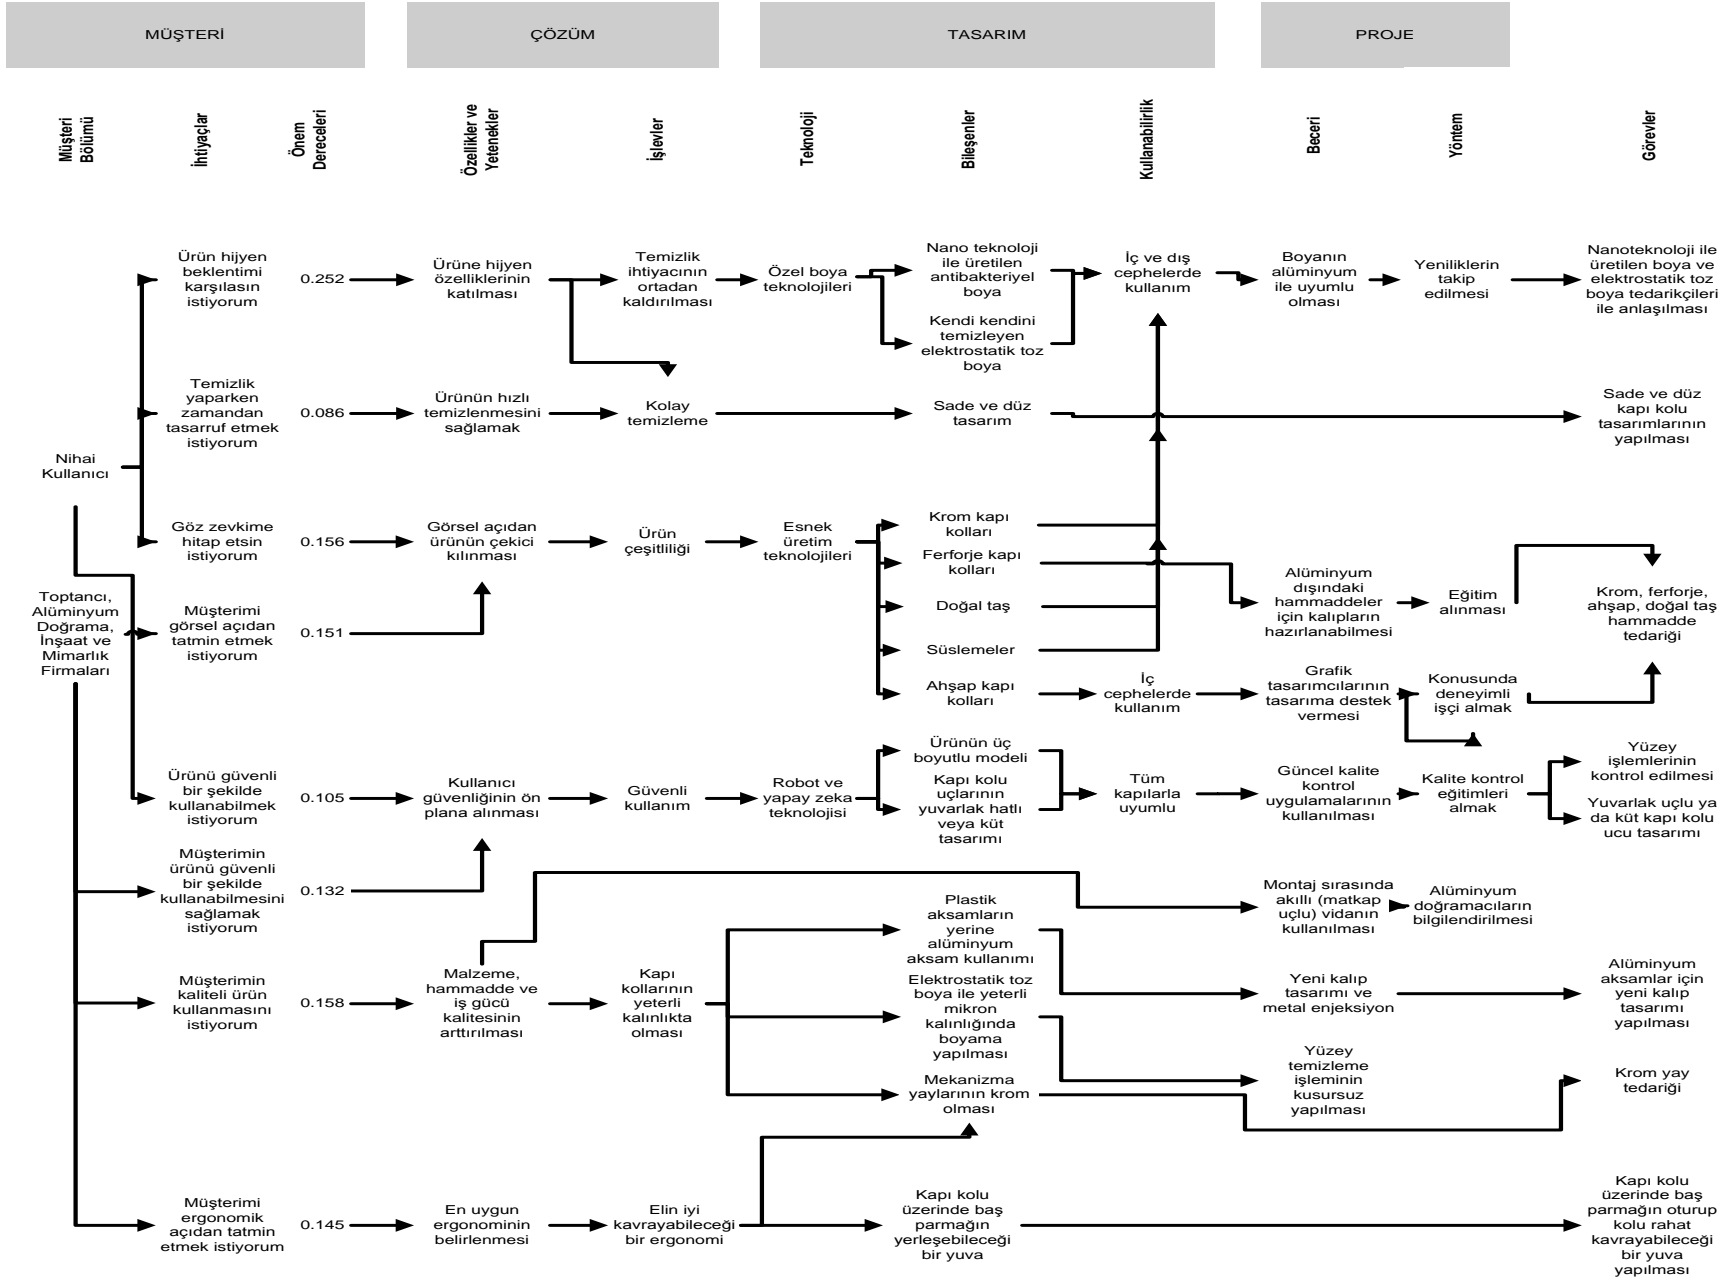 MÜŞTERİ
ÇÖZÜM
TASARIM
PROJE
Müşteri
Bölümü
İhtiyaçlar
Önem
Dereceleri
Özellikler ve
Yetenekler
İşlevler
Teknoloji
Bileşenler
Kullanabilirlik
Beceri
Yöntem
Görevler
Nihai
Kullanıcı
Toptancı,
Alüminyum
Doğrama,
İnşaat ve
Mimarlık
Firmaları
Ürün hijyen
beklentimi
karşılasın
istiyorum
0.252
Ürüne hijyen
özelliklerinin
katılması
Temizlik
ihtiyacının
ortadan
kaldırılması
Özel boya
teknolojileri
Nano teknoloji
ile üretilen
antibakteriyel
boya
Kendi kendini
temizleyen
elektrostatik toz
boya
İç ve dış
cephelerde
kullanım
Boyanın
alüminyum
ile uyumlu
olması
Yeniliklerin
takip
edilmesi
Nanoteknoloji ile
üretilen boya ve
elektrostatik toz
boya tedarikçileri
ile anlaşılması
Temizlik
yaparken
zamandan
tasarruf etmek
istiyorum
0.086
Ürünün hızlı
temizlenmesini
sağlamak
Kolay
temizleme
Sade ve düz
tasarım
Sade ve düz
kapı kolu
tasarımlarının
yapılması
Göz zevkime
hitap etsin
istiyorum
0.156
Görsel açıdan
ürünün çekici
kılınması
Ürün
çeşitliliği
Esnek
üretim
teknolojileri
Krom kapı
kolları
Ferforje kapı
kolları
Doğal taş
Süslemeler
Ahşap kapı
kolları
İç
cephelerde
kullanım
Alüminyum
dışındaki
hammaddeler
için kalıpların
hazırlanabilmesi
Eğitim
alınması
Krom, ferforje,
ahşap, doğal taş
hammadde
tedariği
Grafik
tasarımcılarının
tasarıma destek
vermesi
Konusunda
deneyimli
işçi almak
Müşterimi
görsel açıdan
tatmin etmek
istiyorum
0.151
Ürünü güvenli
bir şekilde
kullanabilmek
istiyorum
0.105
Kullanıcı
güvenliğinin ön
plana alınması
Güvenli
kullanım
Robot ve
yapay zeka
teknolojisi
Ürünün üç
boyutlu modeli
Kapı kolu
uçlarının
yuvarlak hatlı
veya küt
tasarımı
Tüm
kapılarla
uyumlu
Güncel kalite
kontrol
uygulamalarının
kullanılması
Kalite kontrol
eğitimleri
almak
Yüzey
işlemlerinin
kontrol edilmesi
Yuvarlak uçlu ya
da küt kapı kolu
ucu tasarımı
Müşterimin
ürünü güvenli
bir şekilde
kullanabilmesini
sağlamak
istiyorum
0.132
Montaj sırasında
akıllı (matkap
uçlu) vidanın
kullanılması
Alüminyum
doğramacıların
bilgilendirilmesi
Müşterimin
kaliteli ürün
kullanmasını
istiyorum
0.158
Malzeme,
hammadde ve
iş gücü
kalitesinin
arttırılması
Kapı
kollarının
yeterli
kalınlıkta
olması
Plastik
aksamların
yerine
alüminyum
aksam kullanımı
Elektrostatik toz
boya ile yeterli
mikron
kalınlığında
boyama
yapılması
Mekanizma
yaylarının krom
olması
Yeni kalıp
tasarımı ve
metal enjeksiyon
Alüminyum
aksamlar için
yeni kalıp
tasarımı
yapılması
Yüzey
temizleme
işleminin
kusursuz
yapılması
Krom yay
tedariği
Müşterimi
ergonomik
açıdan tatmin
etmek istiyorum
0.145
En uygun
ergonominin
belirlenmesi
Elin iyi
kavrayabileceği
bir ergonomi
Kapı kolu
üzerinde baş
parmağın
yerleşebileceği
bir yuva
Kapı kolu
üzerinde baş
parmağın oturup
kolu rahat
kavrayabileceği
bir yuva
yapılması